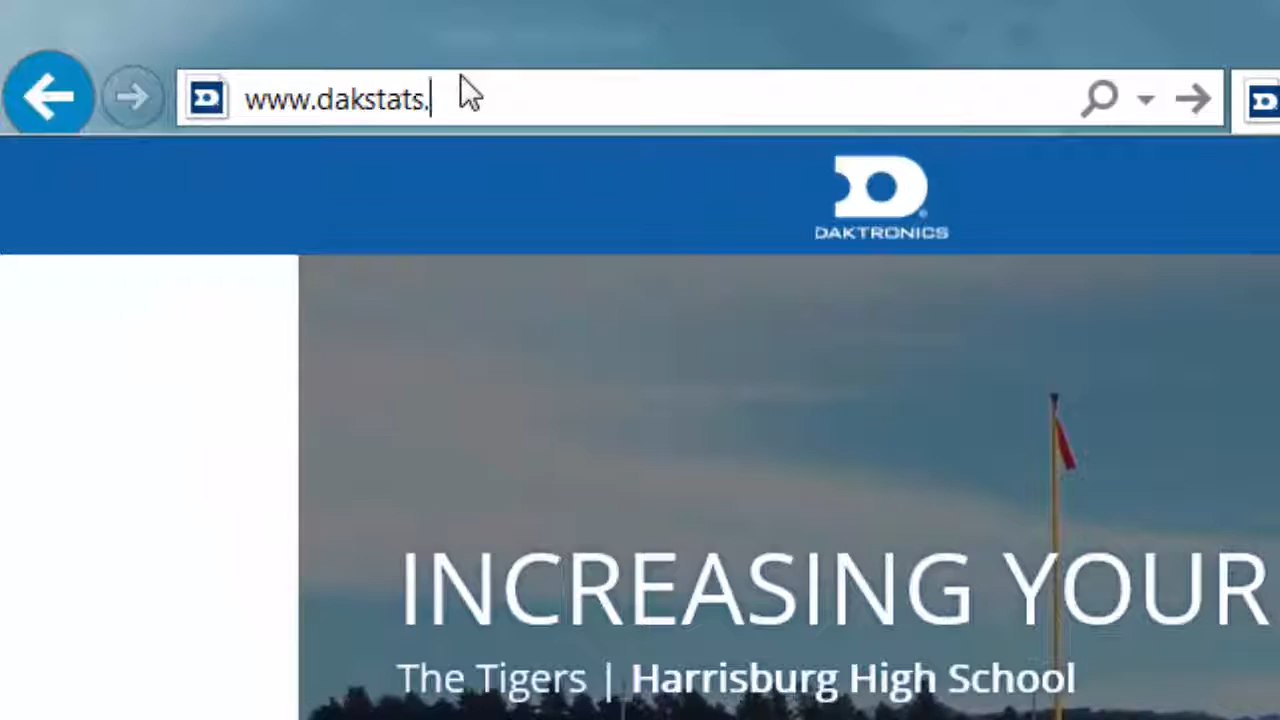 www.dakstats.
DAKTRONICS
INCREASING YOUR
The Tigers | Harrisburg High School